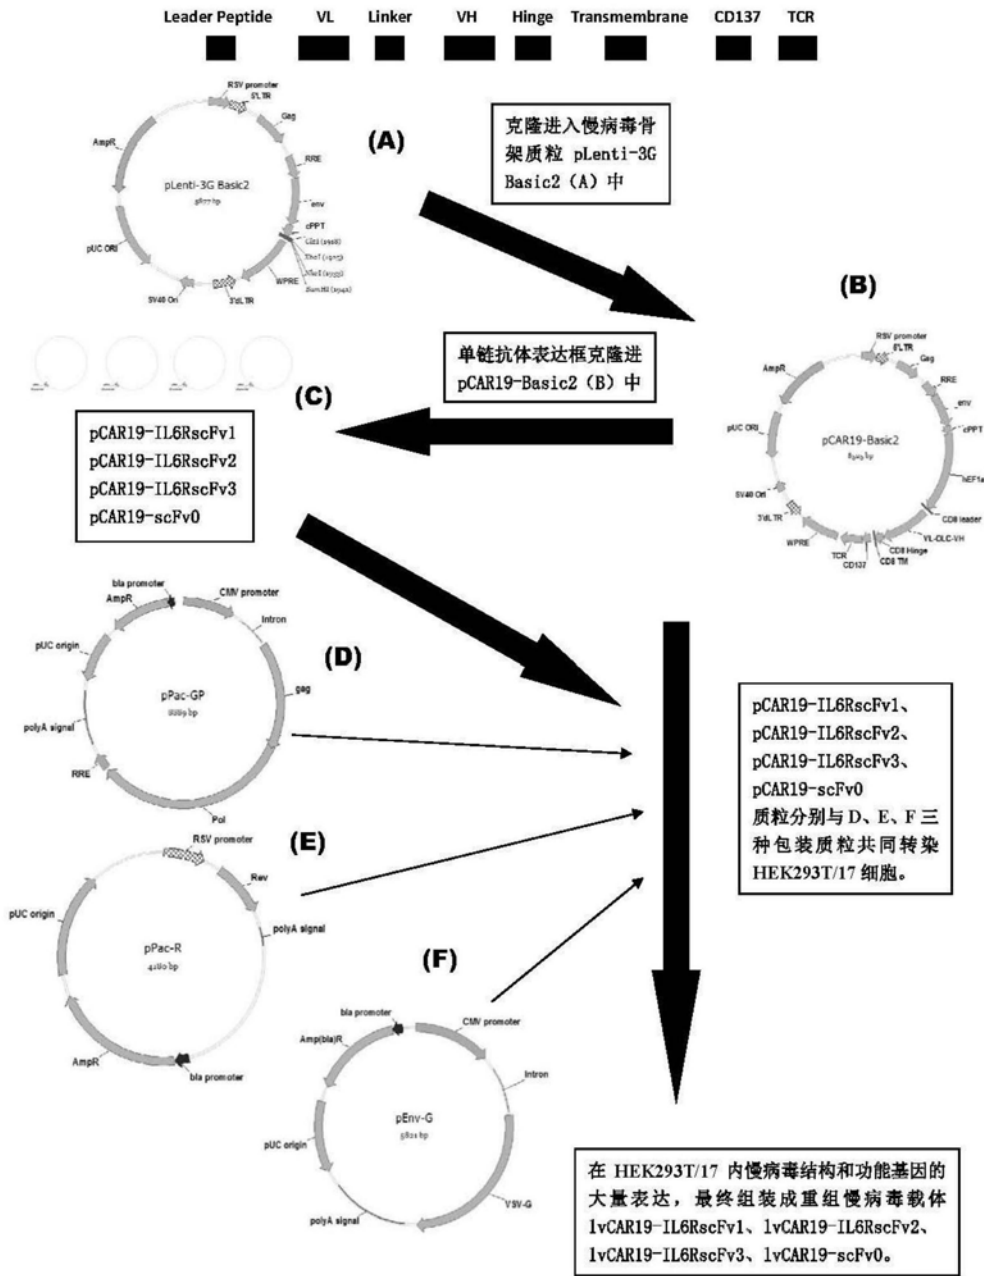 Leader Peptide VL Linker VH Hinge Transmembrane CD137 TCR
RSV promoter
5'LTR
Gag
AmpR
RRE
pLenti-3G Basic2
env
cPPT
pUC ORI
WPRE
SV40 Ori
3'dLTR
(A)
克隆进入慢病毒骨
架质粒 pLenti-3G
Basic2（A）中
(B)
RSV promoter
5'LTR
Gag
AmpR
RRE
env
cPPT
pUC ORI
pCAR19-Basic2
hEF1a
SV40 Ori
3'dLTR
CD8 leader
WPRE
VL-OLC-VH
TCR
CD8 Hinge
CD137
CD8 TM
单链抗体表达框克隆进
pCAR19-Basic2（B）中
(C)
pCAR19-IL6RscFv1
pCAR19-IL6RscFv2
pCAR19-IL6RscFv3
pCAR19-scFv0
bla promoter
AmpR
CMV promoter
Intron
pUC origin
(D)
pPac-GP
gag
polyA signal
RRE
Pol
pCAR19-IL6RscFv1、
pCAR19-IL6RscFv2、
pCAR19-IL6RscFv3、
pCAR19-scFv0
质粒分别与 D、E、F 三
种包装质粒共同转染
HEK293T/17 细胞。
(E)
RSV promoter
Rev
pUC origin
polyA signal
pPac-R
4280 bp
AmpR
bla promoter
(F)
bla promoter
CMV promoter
Amp(bla)R
Intron
pEnv-G
5821 bp
pUC origin
polyA signal
VSV-G
在 HEK293T/17 内慢病毒结构和功能基因的
大量表达，最终组装成重组慢病毒载体
lvCAR19-IL6RscFv1、lvCAR19-IL6RscFv2、
lvCAR19-IL6RscFv3、lvCAR19-scFv0。